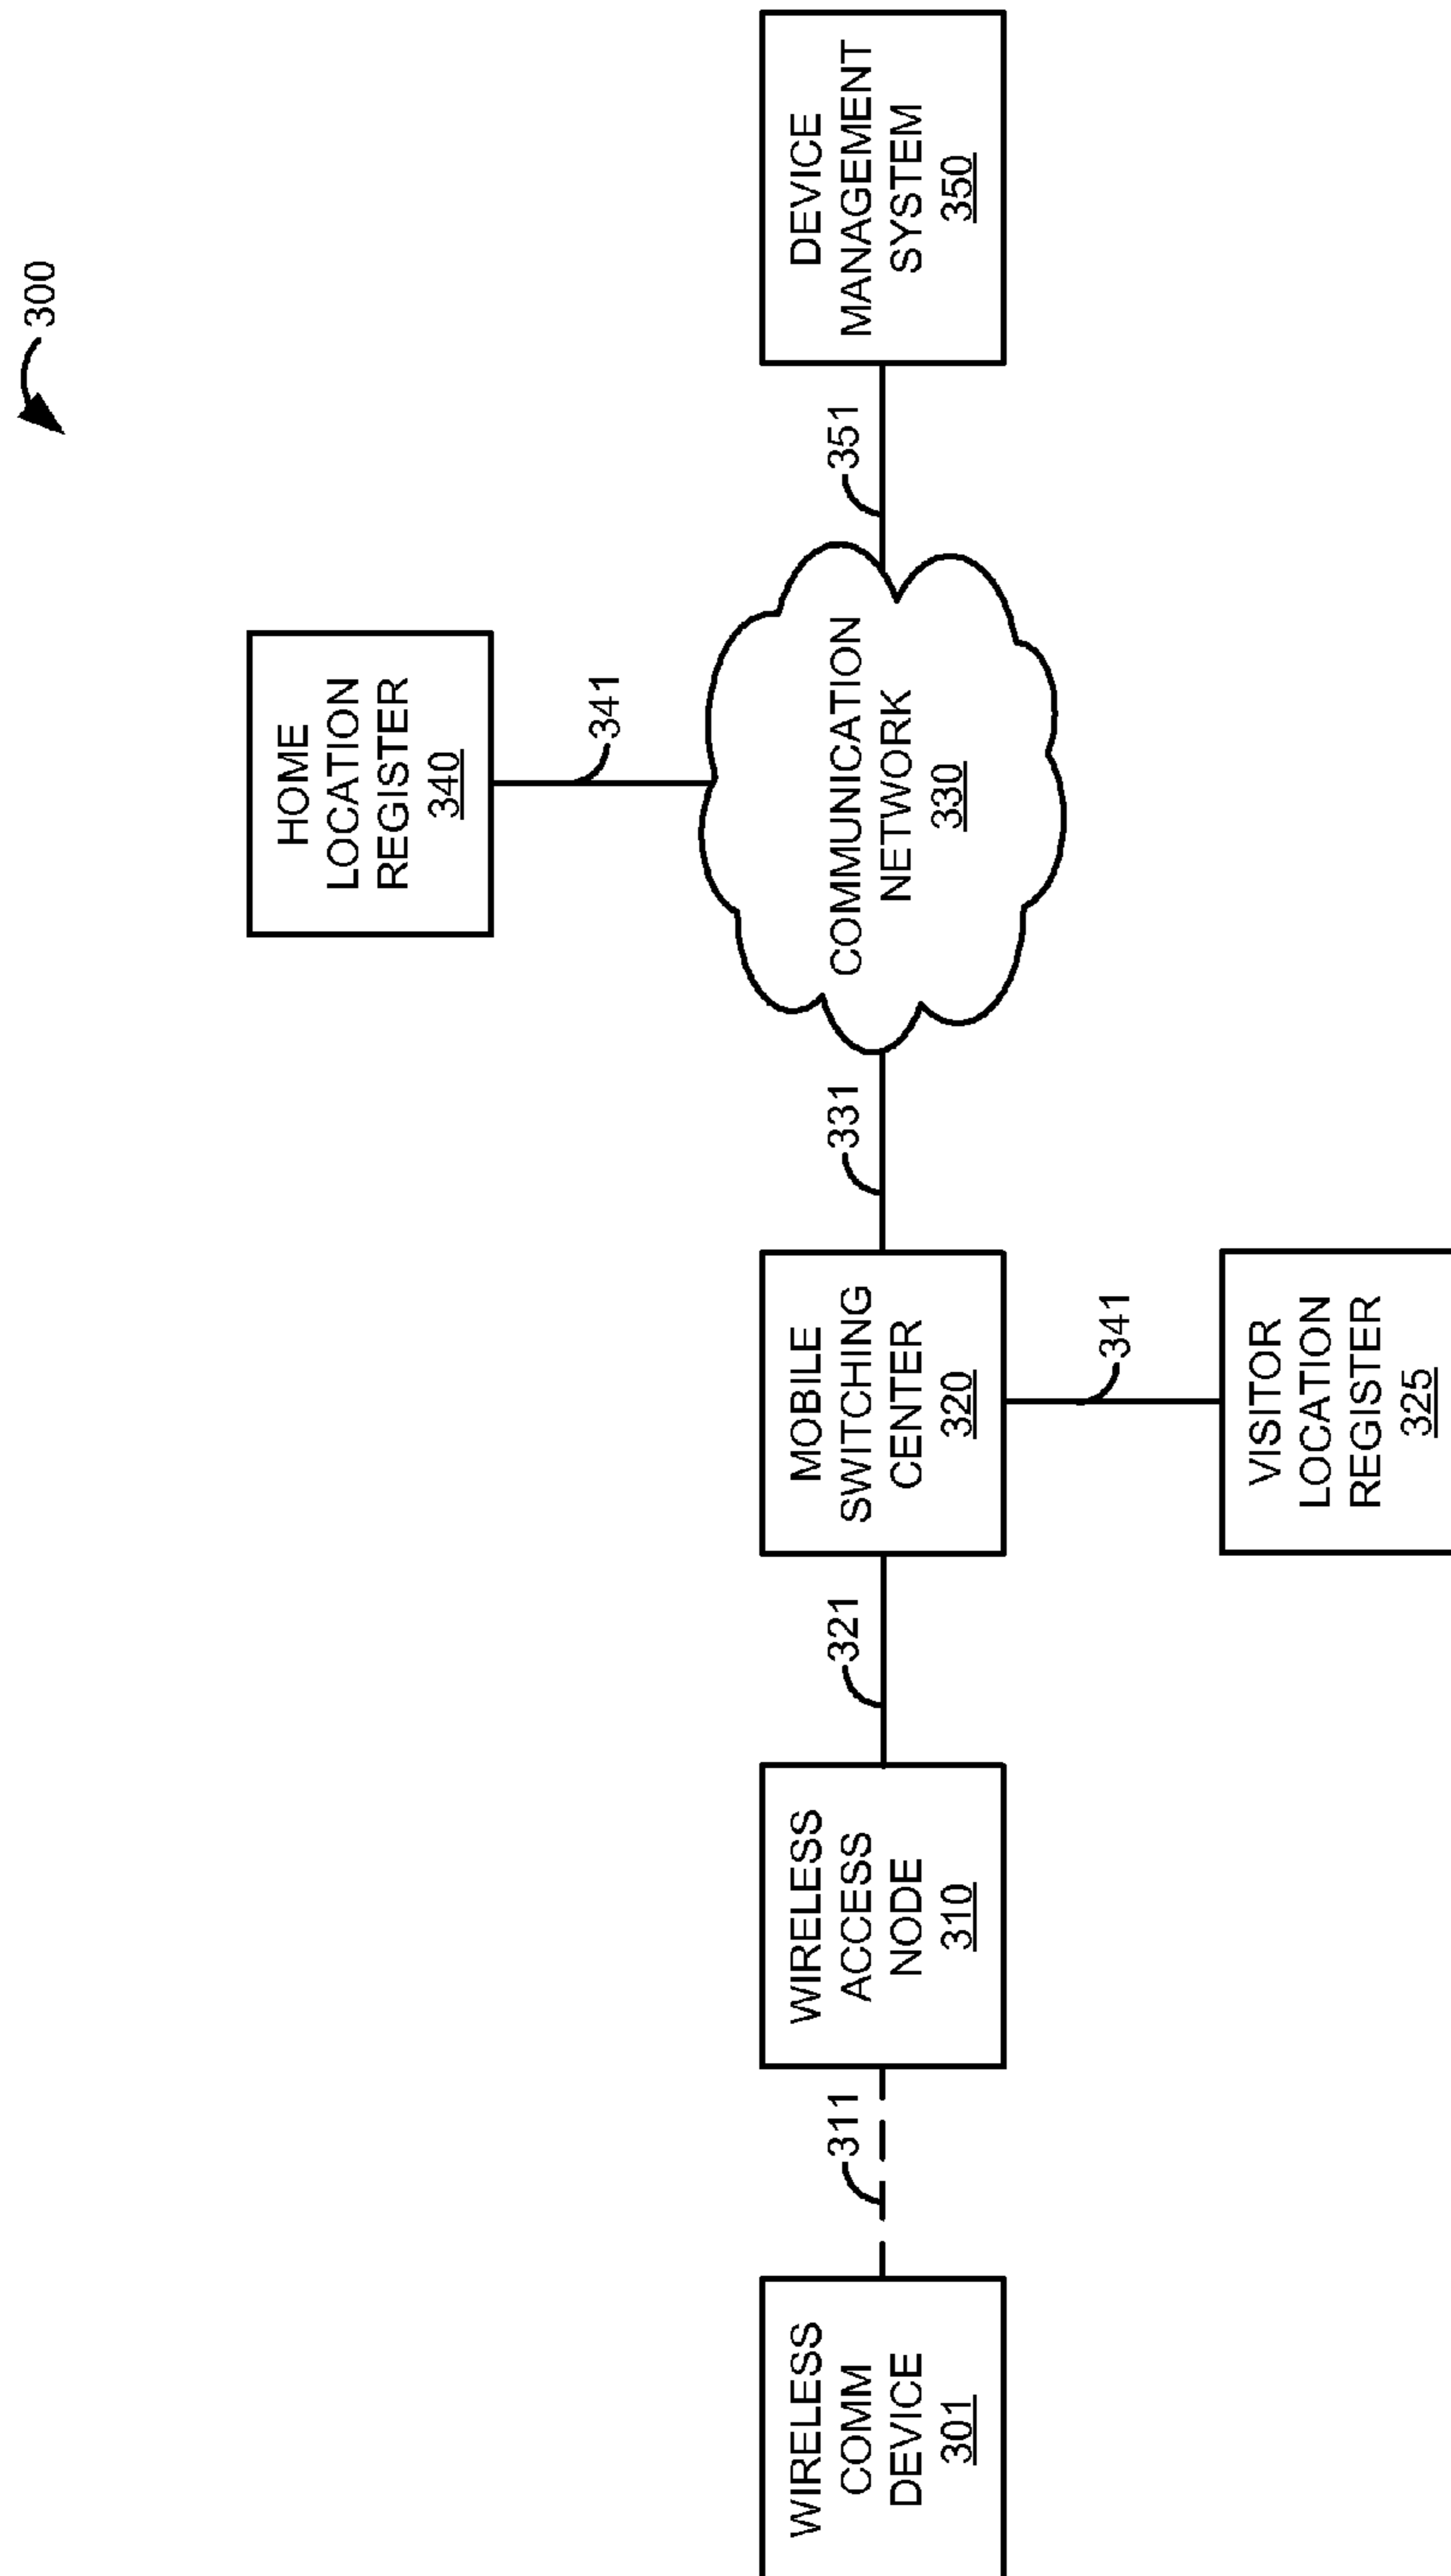 300
HOME
LOCATION
REGISTER
340
341
WIRELESS
COMM
DEVICE
301
311
WIRELESS
ACCESS
NODE
310
321
MOBILE
SWITCHING
CENTER
320
331
COMMUNICATION
NETWORK
330
351
DEVICE
MANAGEMENT
SYSTEM
350
341
VISITOR
LOCATION
REGISTER
325